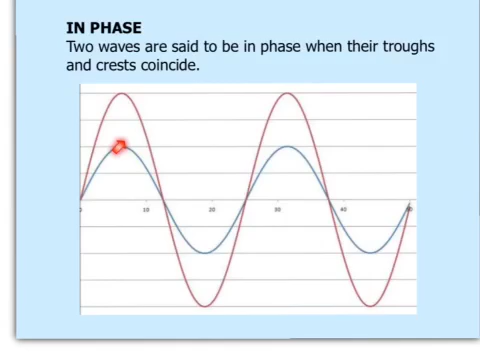 IN PHASE
Two waves are said to be in phase when their troughs
and crests coincide.
10 20 30 40